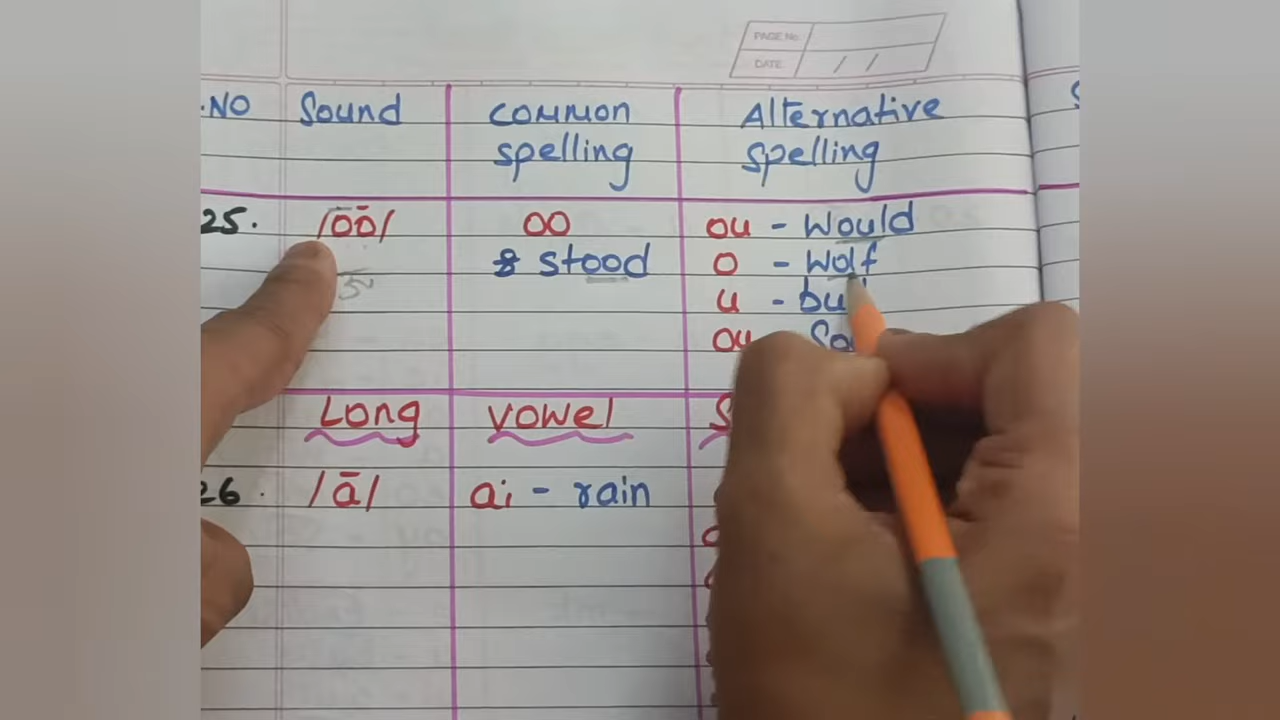 PAGE No.
DATE / /
.NO Sound common Alternative
spelling spelling
25. /ōō/ oo ou - would
stood o - wolf
u -
ou -
Long vowel
26. /ā/ ai - rain